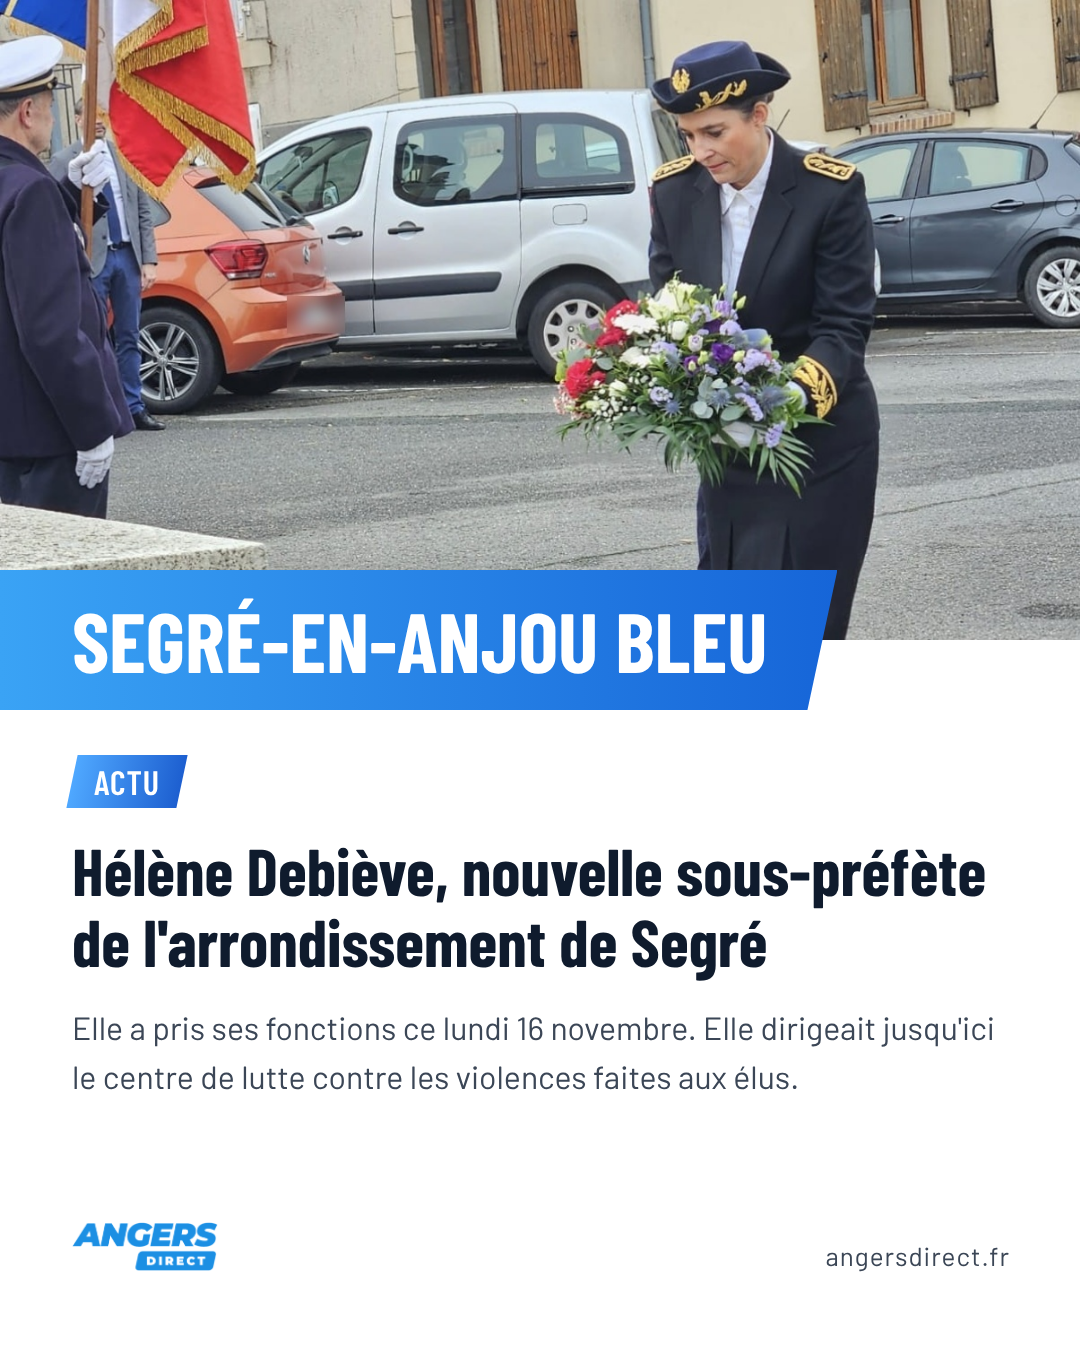 SEGRÉ-EN-ANJOU BLEU
ACTU
Hélène Debiève, nouvelle sous-préfète
de l'arrondissement de Segré
Elle a pris ses fonctions ce lundi 16 novembre. Elle dirigeait jusqu'ici
le centre de lutte contre les violences faites aux élus.
ANGERS
DIRECT
angersdirect.fr